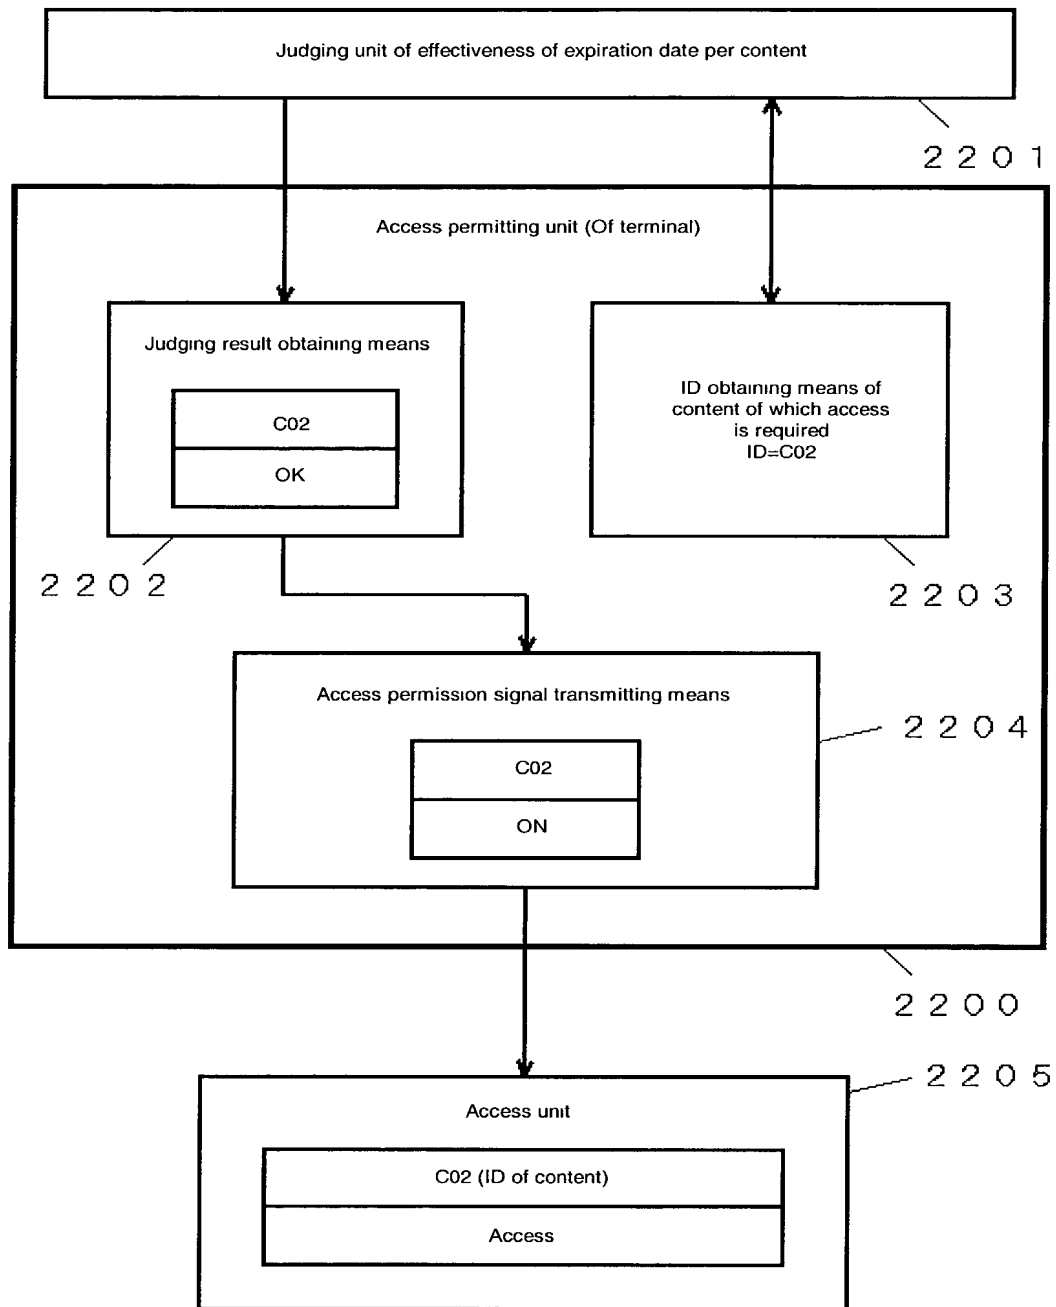 Judging unit of effectiveness of expiration date per content
2201
Access permitting unit (Of terminal)
Judging result obtaining means
C02
OK
2202
ID obtaining means of
content of which access
is required
ID=C02
2203
Access permission signal transmitting means
C02
ON
2204
2200
2205
Access unit
C02 (ID of content)
Access